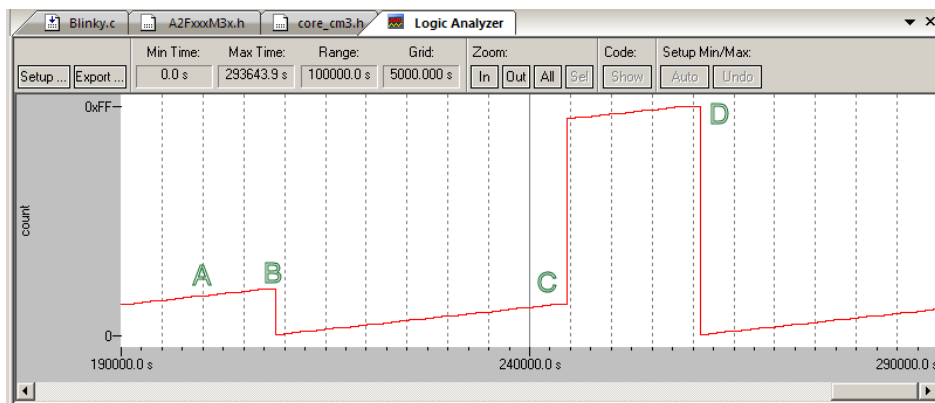 Blinky.c A2FxxxM3x.h core_cm3.h Logic Analyzer
Min Time: Max Time: Range: Grid: Zoom: Code: Setup Min/Max:
Setup ... Export ... 0.0 s 293643.9 s 100000.0 s 5000.000 s In Out All Sel Show Auto Undo
0xFF
D
count
A B
C
0
190000.0 s 240000.0 s 290000.0 s